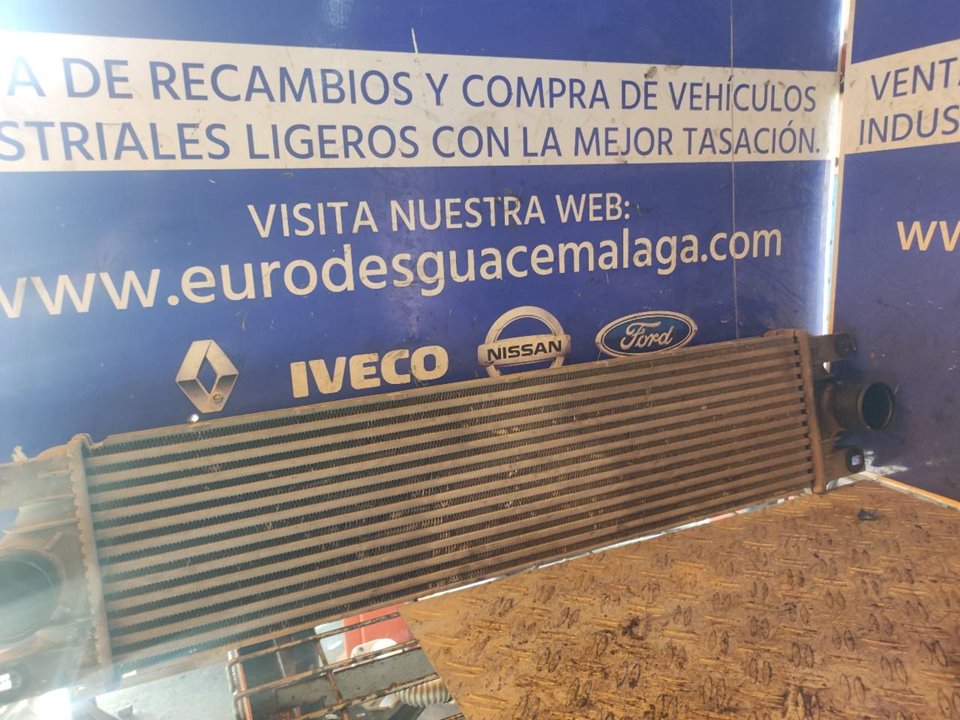 A DE RECAMBIOS Y COMPRA DE VEHÍCULOS
STRIALES LIGEROS CON LA MEJOR TASACIÓN.
VISITA NUESTRA WEB:
www.eurodesguacemalaga.com
IVECO
NISSAN
Ford
VENTA
INDUS
ww